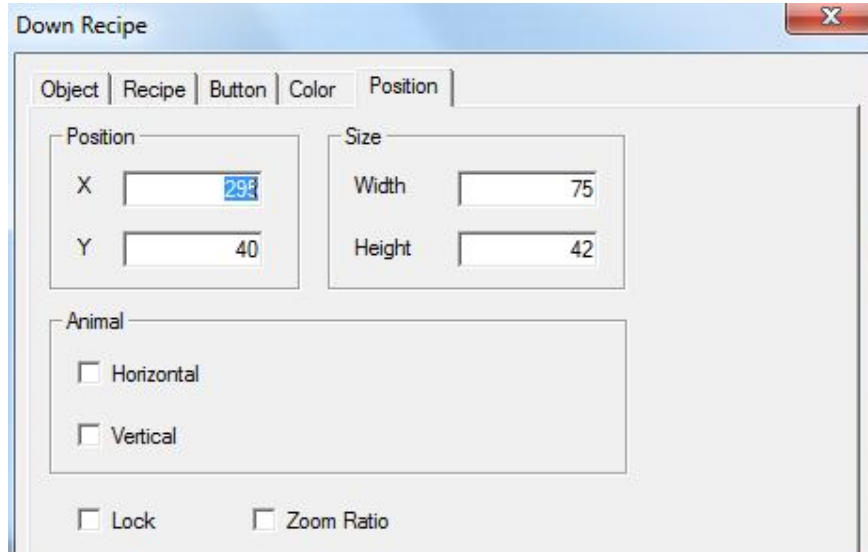 Down Recipe
Object Recipe Button Color Position
Position
X 295
Y 40
Size
Width 75
Height 42
Animal
Horizontal
Vertical
Lock Zoom Ratio